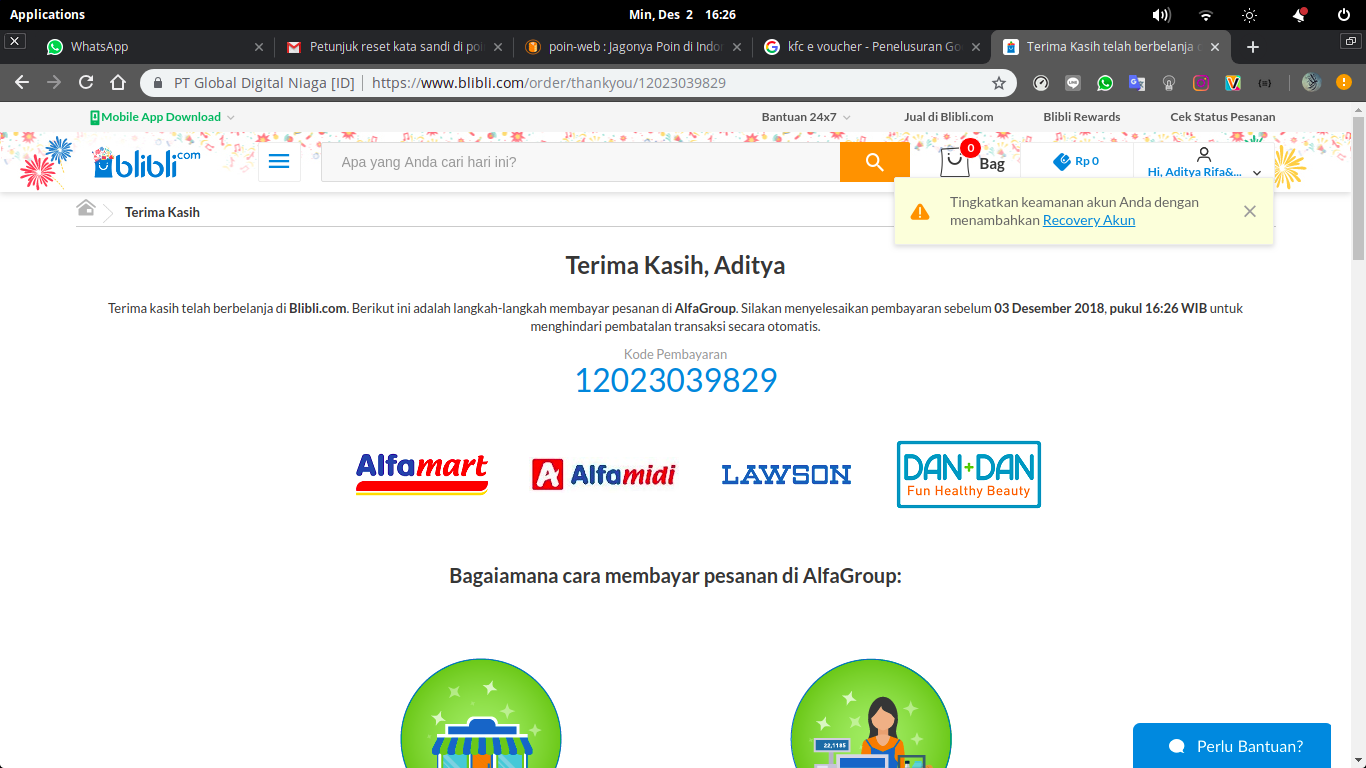 Applications
Min, Des 2 16:26
WhatsApp
Petunjuk reset kata sandi di poi
poin-web : Jagonya Poin di Indon
kfc e voucher - Penelusuran Go
Terima Kasih telah berbelanja d
PT Global Digital Niaga [ID] https://www.blibli.com/order/thankyou/12023039829
Mobile App Download
Bantuan 24x7
Jual di Blibli.com
Blibli Rewards
Cek Status Pesanan
blibli.com
Apa yang Anda cari hari ini?
0
Bag
Rp 0
Hi, Aditya Rifa&...
Terima Kasih
Tingkatkan keamanan akun Anda dengan
menambahkan Recovery Akun
Terima Kasih, Aditya
Terima kasih telah berbelanja di Blibli.com. Berikut ini adalah langkah-langkah membayar pesanan di AlfaGroup. Silakan menyelesaikan pembayaran sebelum 03 Desember 2018, pukul 16:26 WIB untuk
menghindari pembatalan transaksi secara otomatis.
Kode Pembayaran
12023039829
Alfamart
Alfamidi
LAWSON
DAN+DAN
Fun Healthy Beauty
Bagaiamana cara membayar pesanan di AlfaGroup:
22,1185
Perlu Bantuan?